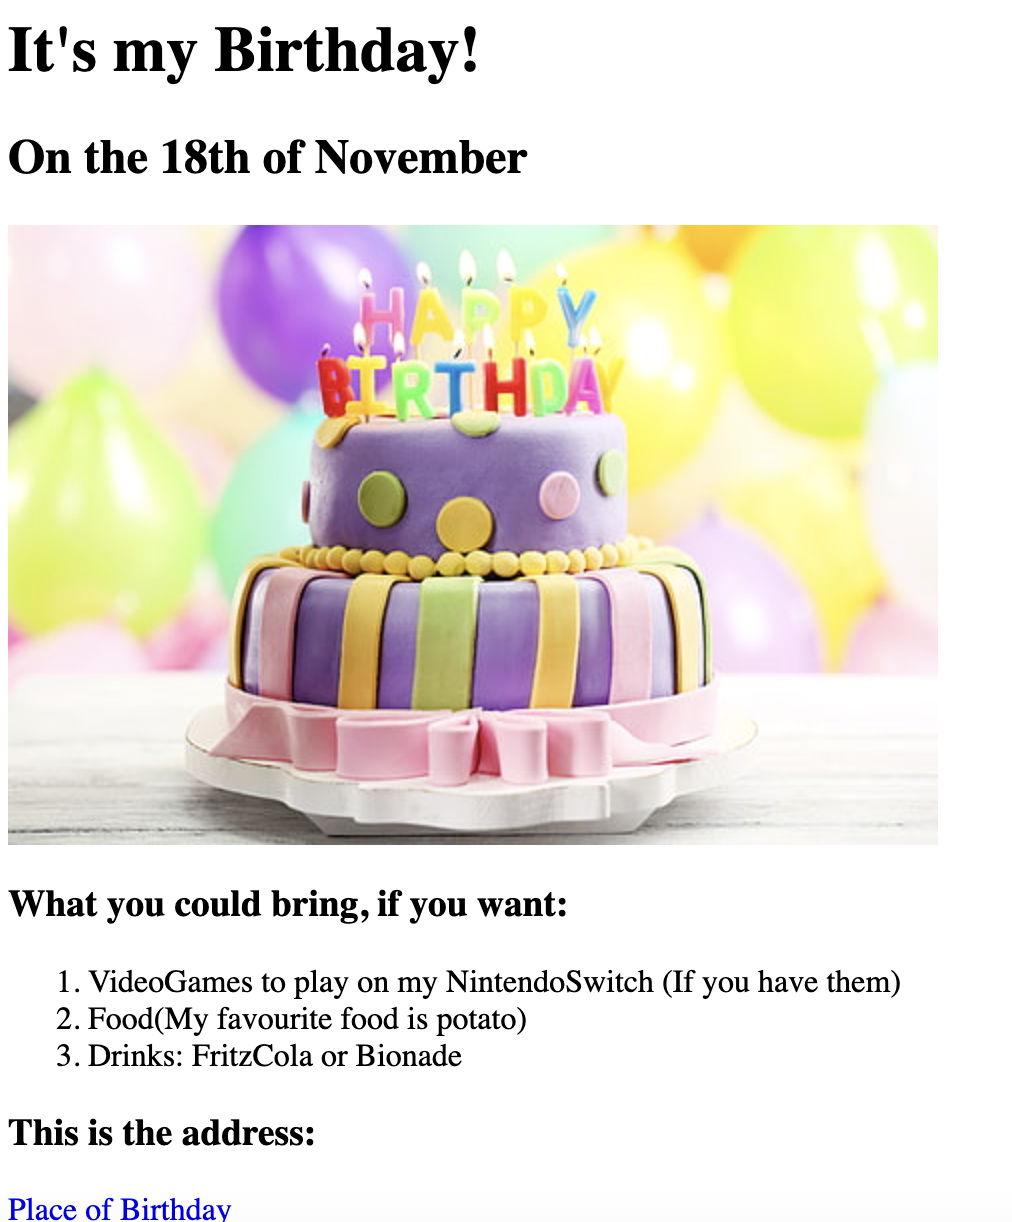 It's my Birthday!
On the 18th of November
HAPPY
BIRTHDAY
What you could bring, if you want:
1. VideoGames to play on my NintendoSwitch (If you have them)
2. Food(My favourite food is potato)
3. Drinks: FritzCola or Bionade
This is the address:
Place of Birthday